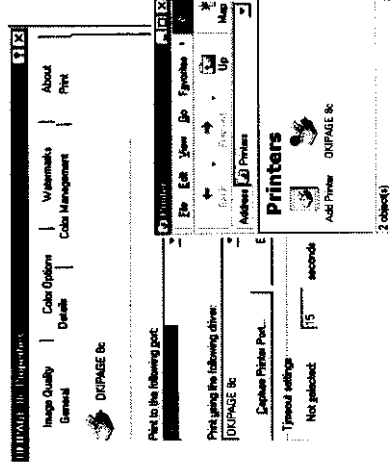 OKIPAGE 8c Properties
Image Quality
Color Options
Watermarks
About
General
Details
Color Management
Print
OKIPAGE 8c
Print to the following port:
Print using the following driver:
OKIPAGE 8c
Capture Printer Port...
Timeout settings
Not selected:
15
seconds
Printers
File Edit View Go Favorites
Up
Map
Address
Printers
Printers
Add Printer
OKIPAGE 8c
2 object(s)